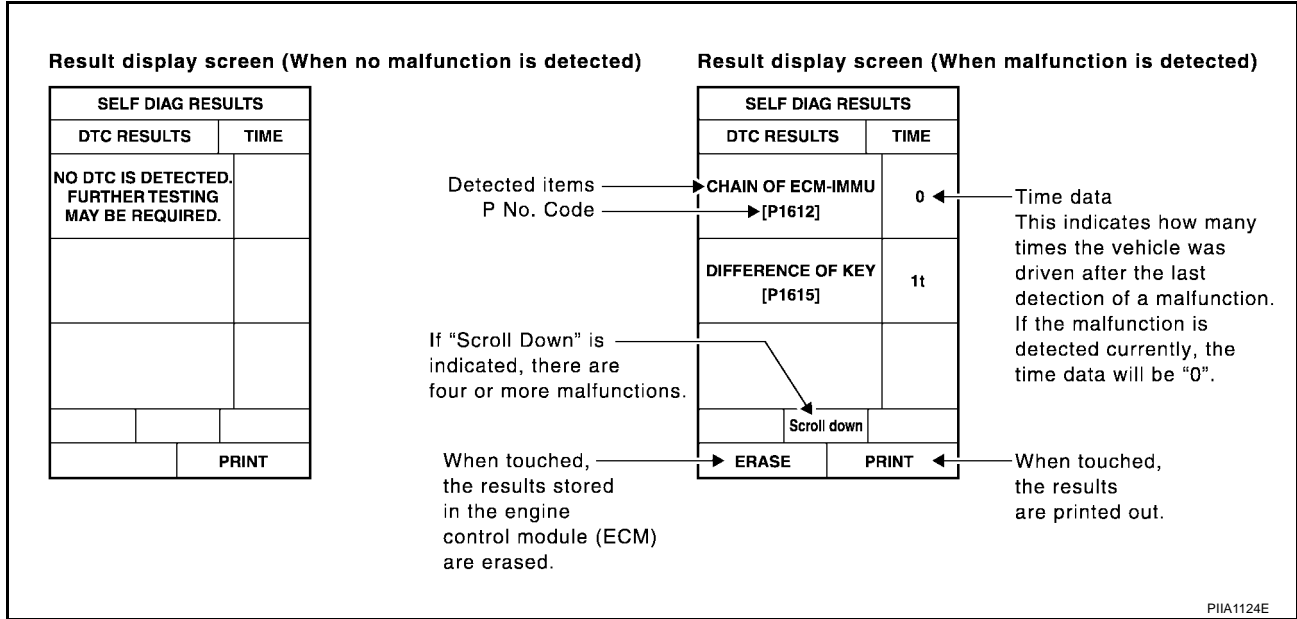 Result display screen (When no malfunction is detected)
SELF DIAG RESULTS
DTC RESULTS TIME
NO DTC IS DETECTED.
FURTHER TESTING
MAY BE REQUIRED.
PRINT
Result display screen (When malfunction is detected)
SELF DIAG RESULTS
DTC RESULTS TIME
Detected items
P No. Code
CHAIN OF ECM-IMMU
[P1612]
0
Time data
This indicates how many
times the vehicle was
driven after the last
detection of a malfunction.
If the malfunction is
detected currently, the
time data will be “0”.
DIFFERENCE OF KEY
[P1615]
1t
If “Scroll Down” is
indicated, there are
four or more malfunctions.
Scroll down
When touched,
the results stored
in the engine
control module (ECM)
are erased.
ERASE PRINT
When touched,
the results
are printed out.
PIIA1124E